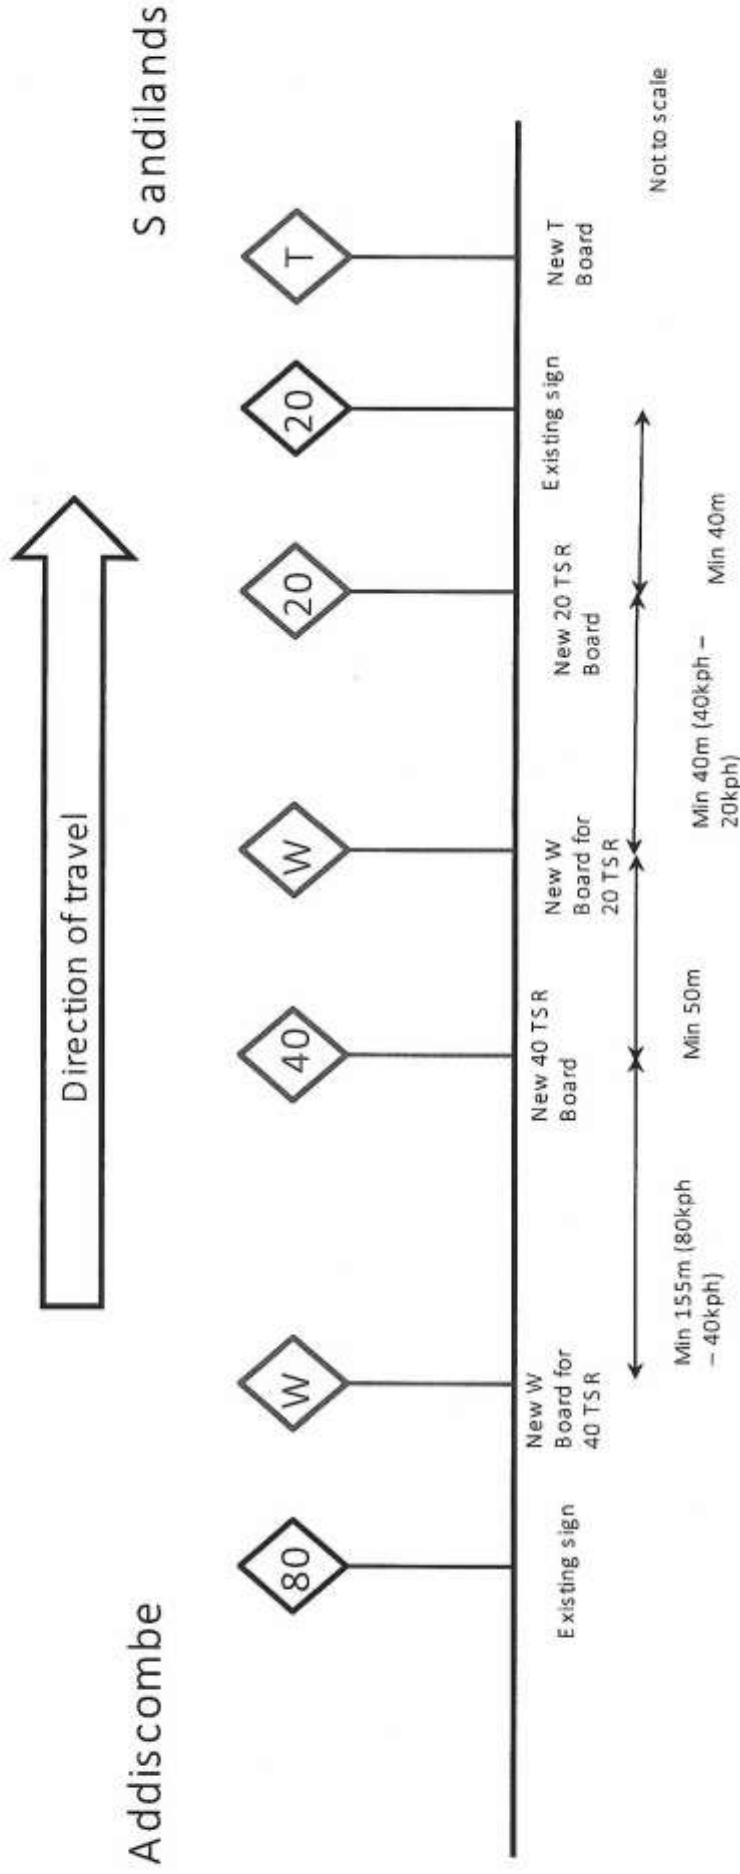 Addiscombe
Sandilands
Direction of travel
80
W
40
W
20
20
T
Existing sign
New W
Board for
40 TSR
New 40 TSR
Board
New W
Board for
20 TSR
New 20 TSR
Board
Existing sign
New T
Board
Min 155m (80kph
– 40kph)
Min 50m
Min 40m (40kph –
20kph)
Min 40m
Not to scale